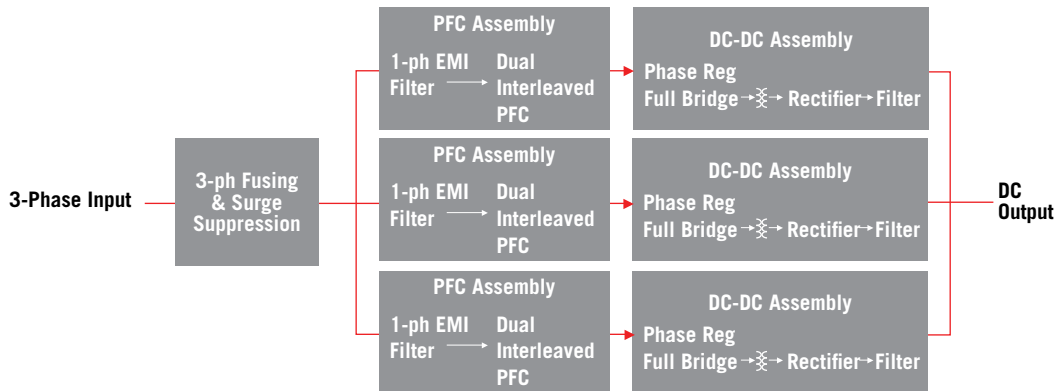 3-Phase Input
3-ph Fusing
& Surge
Suppression
PFC Assembly
1-ph EMI
Filter
Dual
Interleaved
PFC
DC-DC Assembly
Phase Reg
Full Bridge → → Rectifier → Filter
PFC Assembly
1-ph EMI
Filter
Dual
Interleaved
PFC
DC-DC Assembly
Phase Reg
Full Bridge → → Rectifier → Filter
PFC Assembly
1-ph EMI
Filter
Dual
Interleaved
PFC
DC-DC Assembly
Phase Reg
Full Bridge → → Rectifier → Filter
DC
Output